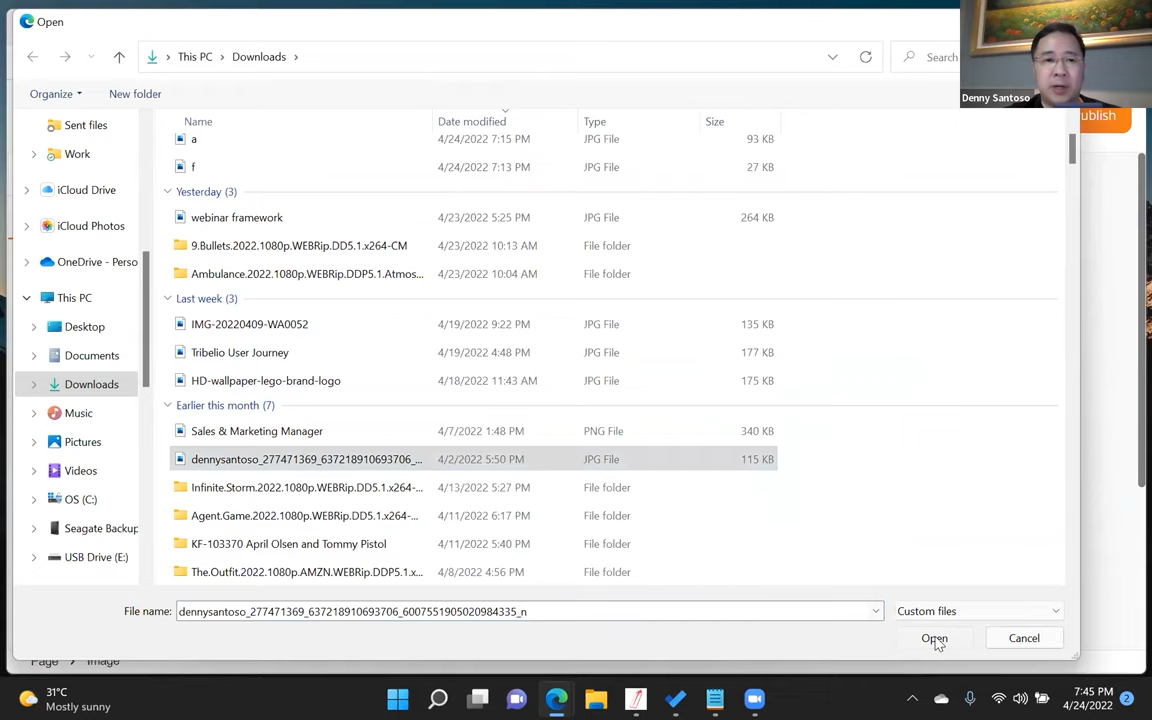 Open
This PC > Downloads >
Search
Denny Santoso
Organize
New folder
ublish
Sent files
Work
iCloud Drive
iCloud Photos
OneDrive - Perso
This PC
Desktop
Documents
Downloads
Music
Pictures
Videos
OS (C:)
Seagate Backup
USB Drive (E:)
Name Date modified Type Size
a 4/24/2022 7:15 PM JPG File 93 KB
f 4/24/2022 7:13 PM JPG File 27 KB
Yesterday (3)
webinar framework 4/23/2022 5:25 PM JPG File 264 KB
9.Bullets.2022.1080p.WEBRip.DD5.1.x264-CM 4/23/2022 10:13 AM File folder
Ambulance.2022.1080p.WEBRip.DDP5.1.Atmos... 4/23/2022 10:04 AM File folder
Last week (3)
IMG-20220409-WA0052 4/19/2022 9:22 PM JPG File 135 KB
Tribelio User Journey 4/19/2022 4:48 PM JPG File 177 KB
HD-wallpaper-lego-brand-logo 4/18/2022 11:43 AM JPG File 175 KB
Earlier this month (7)
Sales & Marketing Manager 4/7/2022 1:48 PM PNG File 340 KB
dennysantoso_277471369_637218910693706_... 4/2/2022 5:50 PM JPG File 115 KB
Infinite.Storm.2022.1080p.WEBRip.DD5.1.x264-... 4/13/2022 5:27 PM File folder
Agent.Game.2022.1080p.WEBRip.DD5.1.x264-... 4/11/2022 6:17 PM File folder
KF-103370 April Olsen and Tommy Pistol 4/11/2022 5:40 PM File folder
The.Outfit.2022.1080p.AMZN.WEBRip.DDP5.1.x... 4/8/2022 4:56 PM File folder
File name: dennysantoso_277471369_637218910693706_6007551905020984335_n Custom files
Open Cancel
Page > Image
31°C
Mostly sunny
7:45 PM
4/24/2022
2